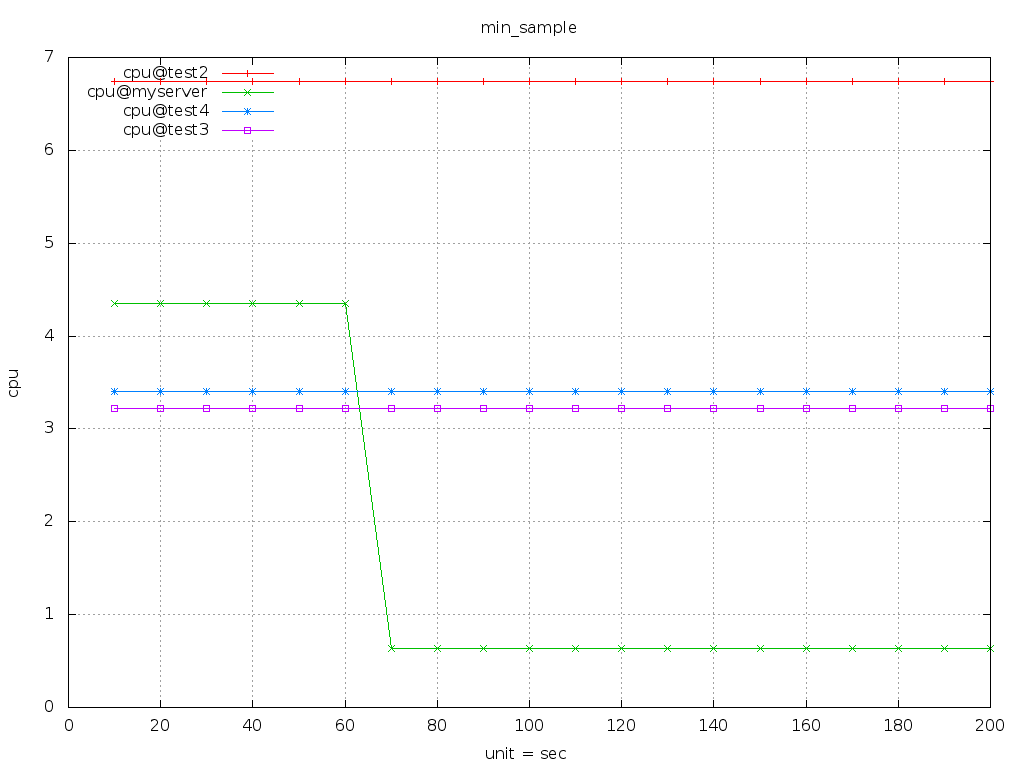 min_sample
7
cpu@test2
cpu@myserver
cpu@test4
cpu@test3
6
5
4
cpu
3
2
1
0
0 20 40 60 80 100 120 140 160 180 200
unit = sec